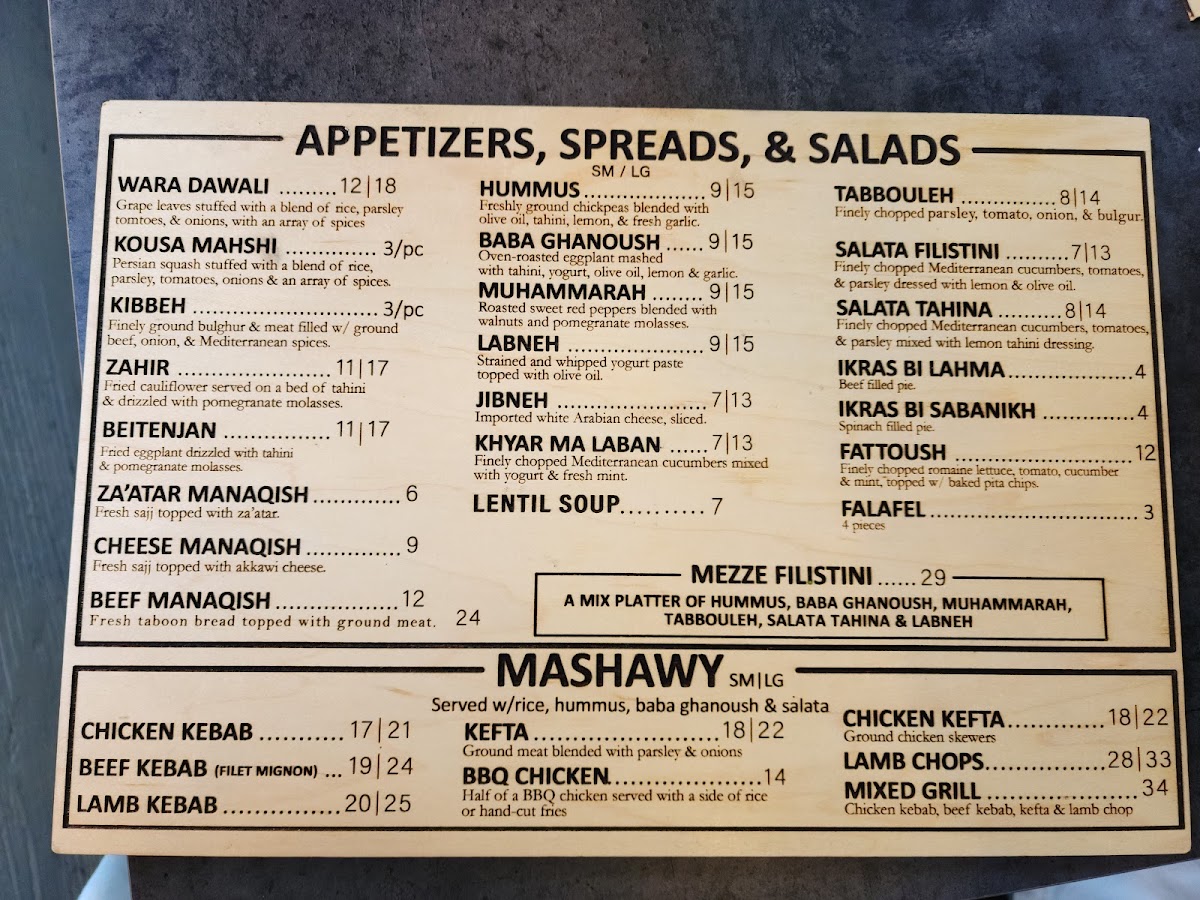 APPETIZERS, SPREADS, & SALADS
SM / LG
WARA DAWALI .........12|18
Grape leaves stuffed with a blend of rice, parsley
tomtoes, & onions, with an array of spices
KOUSA MAHSHI .............. 3/pc
Persian squash stuffed with a blend of rice,
parsley, tomatoes, onions & an array of spices.
KIBBEH ............................ 3/pc
Finely ground bulghur & meat filled w/ ground
beef, onion, & Mediterranean spices.
ZAHIR ....................... 11|17
Fried cauliflower served on a bed of tahini
& drizzled with pomegranate molasses.
BEITENJAN ................ 11|17
Fried eggplant drizzled with tahini
& pomegranate molasses.
ZA'ATAR MANAQISH ............. 6
Fresh sajj topped with za'atar.
CHEESE MANAQISH .............. 9
Fresh sajj topped with akkawi cheese.
BEEF MANAQISH ..................12
Fresh taboon bread topped with ground meat. 24
HUMMUS ..................9|15
Freshly ground chickpeas blended with
olive oil, tahini, lemon, & fresh garlic.
BABA GHANOUSH ...... 9|15
Oven-roasted eggplant mashed
with tahini, yogurt, olive oil, lemon & garlic.
MUHAMMARAH ........ 9|15
Roasted sweet red peppers blended with
walnuts and pomegranate molasses.
LABNEH .....................9|15
Strained and whipped yogurt paste
topped with olive oil.
JIBNEH .......................7|13
Imported white Arabian cheese, sliced.
KHYAR MA LABAN ......7|13
Finely chopped Mediterranean cucumbers mixed
with yogurt & fresh mint.
LENTIL SOUP.......... 7
TABBOULEH ...............8|14
Finely chopped parsley, tomato, onion, & bulgur.
SALATA FILISTINI ..........7|13
Finely chopped Mediterranean cucumbers, tomatoes,
& parsley dressed with lemon & olive oil.
SALATA TAHINA ..........8|14
Finely chopped Mediterranean cucumbers, tomatoes,
& parsley mixed with lemon tahini dressing.
IKRAS BI LAHMA....................4
Beef filled pie.
IKRAS BI SABANIKH ..............4
Spinach filled pie.
FATTOUSH ............................12
Finely chopped romaine lettuce, tomato, cucumber
& mint, topped w/ baked pita chips.
FALAFEL..................................3
4 pieces
MEZZE FILISTINI ...... 29
A MIX PLATTER OF HUMMUS, BABA GHANOUSH, MUHAMMARAH,
TABBOULEH, SALATA TAHINA & LABNEH
MASHAWY SM|LG
Served w/rice, hummus, baba ghanoush & salata
CHICKEN KEBAB ........... 17|21
BEEF KEBAB (FILET MIGNON) ... 19|24
LAMB KEBAB ................ 20|25
KEFTA ..........................18|22
Ground meat blended with parsley & onions
BBQ CHICKEN......................14
Half of a BBQ chicken served with a side of rice
or hand-cut fries
CHICKEN KEFTA.............18|22
Ground chicken skewers
LAMB CHOPS................28|33
MIXED GRILL ...................... 34
Chicken kebab, beef kebab, kefta & lamb chop